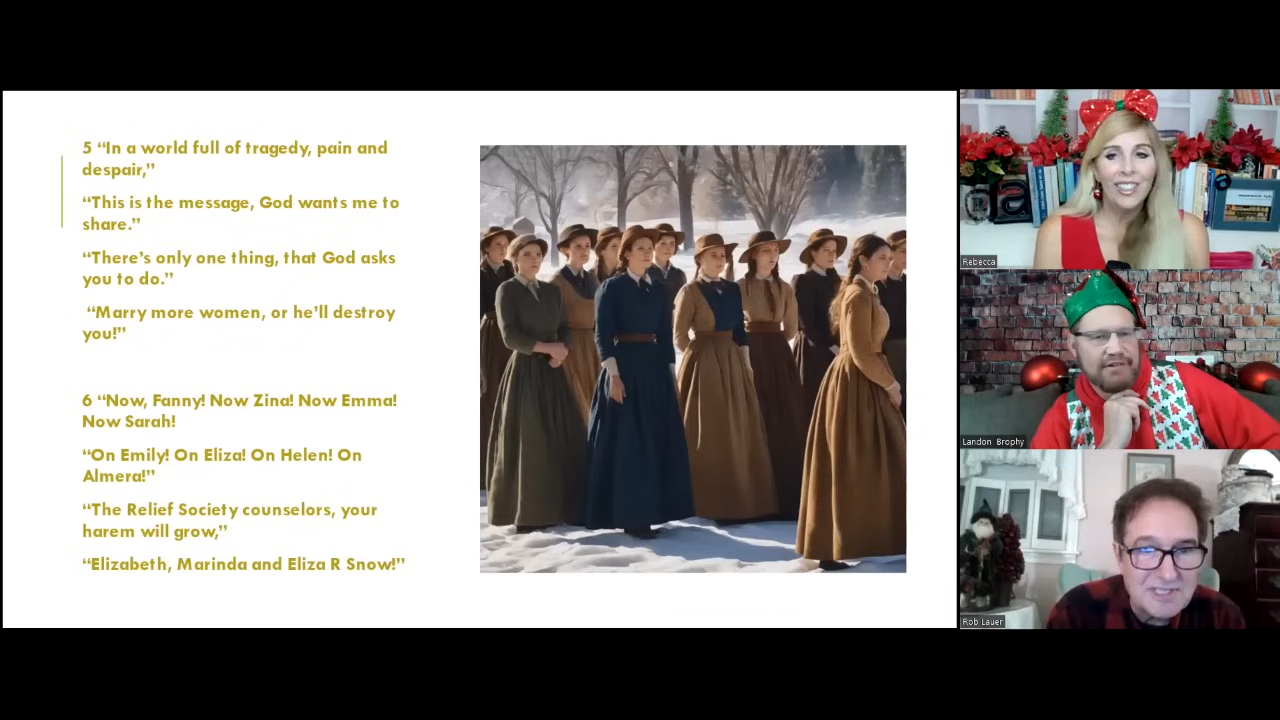 5 “In a world full of tragedy, pain and
despair,”
“This is the message, God wants me to
share.”
“There’s only one thing, that God asks
you to do.”
“Marry more women, or he’ll destroy
you!”
6 “Now, Fanny! Now Zina! Now Emma!
Now Sarah!
“On Emily! On Eliza! On Helen! On
Almera!”
“The Relief Society counselors, your
harem will grow,”
“Elizabeth, Marinda and Eliza R Snow!”
Rebecca
Landon Brophy
Rob Lauer